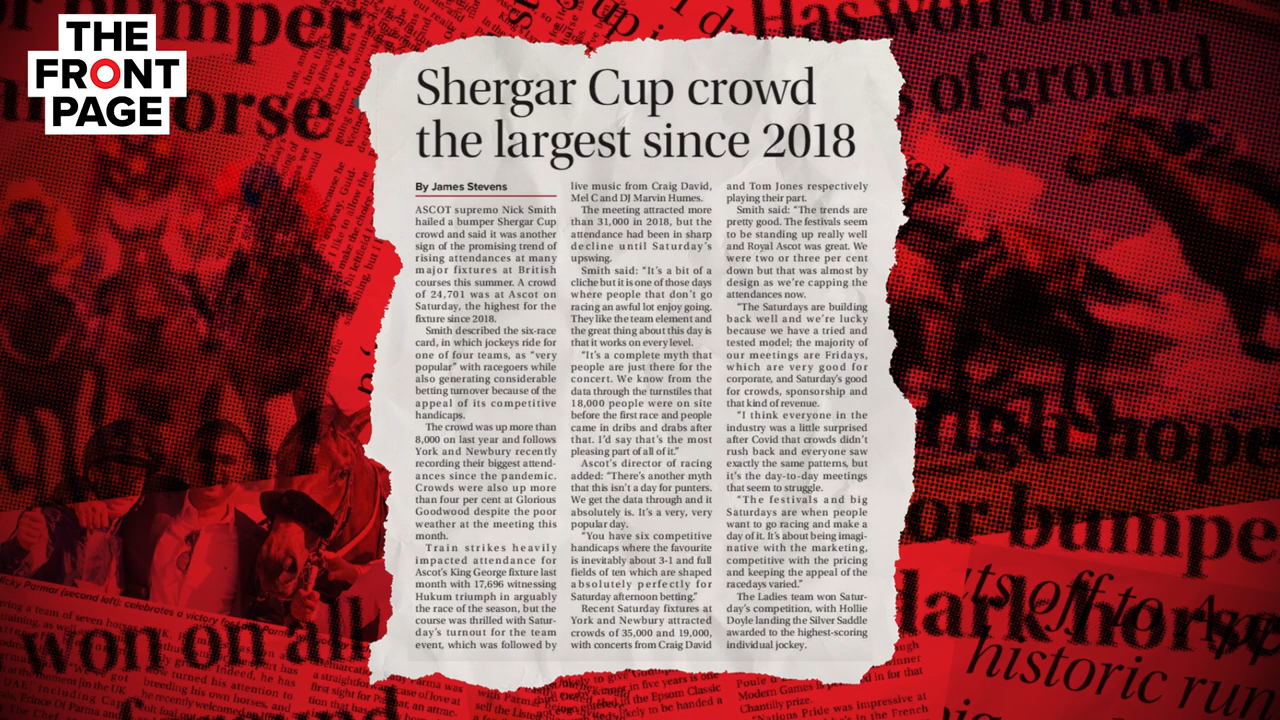 THE
FRONT
PAGE
Shergar Cup crowd
the largest since 2018
By James Stevens
ASCOT supremo Nick Smith
hailed a bumper Shergar Cup
crowd and said it was another
sign of the promising trend of
rising attendances at many
major fixtures at British
courses this summer. A crowd
of 24,701 was at Ascot on
Saturday, the highest for the
fixture since 2018.
Smith described the six-race
card, in which jockeys ride for
one of four teams, as “very
popular” with racegoers while
also generating considerable
betting turnover because of the
appeal of its competitive
handicaps.
The crowd was up more than
8,000 on last year and follows
York and Newbury recently
recording their biggest attend-
ances since the pandemic.
Crowds were also up more
than four per cent at Glorious
Goodwood despite the poor
weather at the meeting this
month.
Train strikes heavily
impacted attendance for
Ascot's King George fixture last
month with 17,696 witnessing
Hukum triumph in arguably
the race of the season, but the
course was thrilled with Satur-
day's turnout for the team
event, which was followed by
live music from Craig David,
Mel C and DJ Marvin Humes.
The meeting attracted more
than 31,000 in 2018, but the
attendance had been in sharp
decline until Saturday's
upswing.
Smith said: “It's a bit of a
cliche but it is one of those days
where people that don't go
racing an awful lot enjoy going.
They like the team element and
the great thing about this day is
that it works on every level.
“It's a complete myth that
people are just there for the
concert. We know from the
data through the turnstiles that
18,000 people were on site
before the first race and people
came in dribs and drabs after
that. I'd say that's the most
pleasing part of all of it.”
Ascot's director of racing
added: “There's another myth
that this isn't a day for punters.
We get the data through and it
absolutely is. It's a very, very
popular day.
“You have six competitive
handicaps where the favourite
is inevitably about 3-1 and full
fields of ten which are shaped
absolutely perfectly for
Saturday afternoon betting.”
Recent Saturday fixtures at
York and Newbury attracted
crowds of 35,000 and 19,000,
with concerts from Craig David
and Tom Jones respectively
playing their part.
Smith said: “The trends are
pretty good. The festivals seem
to be standing up really well
and Royal Ascot was great. We
were two or three per cent
down but that was almost by
design as we're capping the
attendances now.
“The Saturdays are building
back well and we're lucky
because we have a tried and
tested model; the majority of
our meetings are Fridays,
which are very good for
corporate, and Saturday's good
for crowds, sponsorship and
that kind of revenue.
“I think everyone in the
industry was a little surprised
after Covid that crowds didn't
rush back and everyone saw
exactly the same patterns, but
it's the day-to-day meetings
that seem to struggle.
“The festivals and big
Saturdays are when people
want to go racing and make a
day of it. It's about being imagi-
native with the marketing,
competitive with the pricing
and keeping the appeal of the
racedays varied.”
The Ladies team won Satur-
day's competition, with Hollie
Doyle landing the Silver Saddle
awarded to the highest-scoring
individual jockey.
Has won on all
of ground
or bumpe
dark horse
historic run
won on all